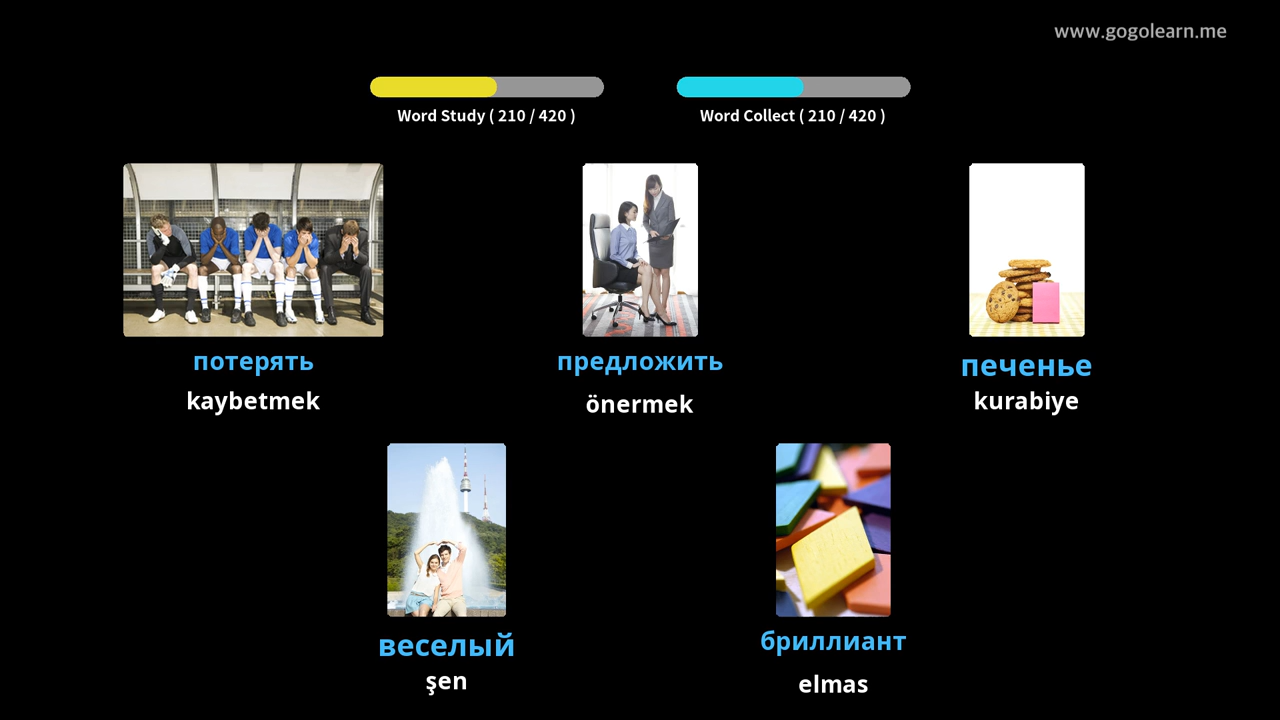 www.gogolearn.me
Word Study ( 210 / 420 )
Word Collect ( 210 / 420 )
потерять
kaybetmek
предложить
önermek
печенье
kurabiye
веселый
şen
бриллиант
elmas